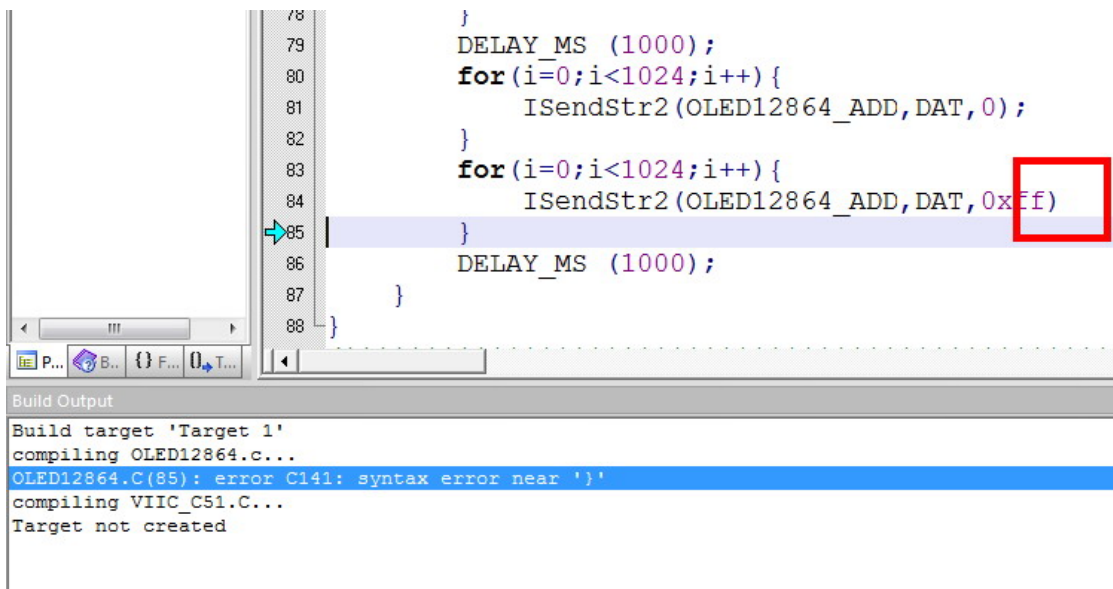 78 }
79 DELAY_MS (1000);
80 for(i=0;i<1024;i++){
81 ISendStr2(OLED12864_ADD,DAT,0);
82 }
83 for(i=0;i<1024;i++){
84 ISendStr2(OLED12864_ADD,DAT,0xff)
85 }
86 DELAY_MS (1000);
87 }
88 }
P... B.. {} F... 0 T...
Build Output
Build target 'Target 1'
compiling OLED12864.c...
OLED12864.C(85): error C141: syntax error near '}'
compiling VIIC_C51.C...
Target not created